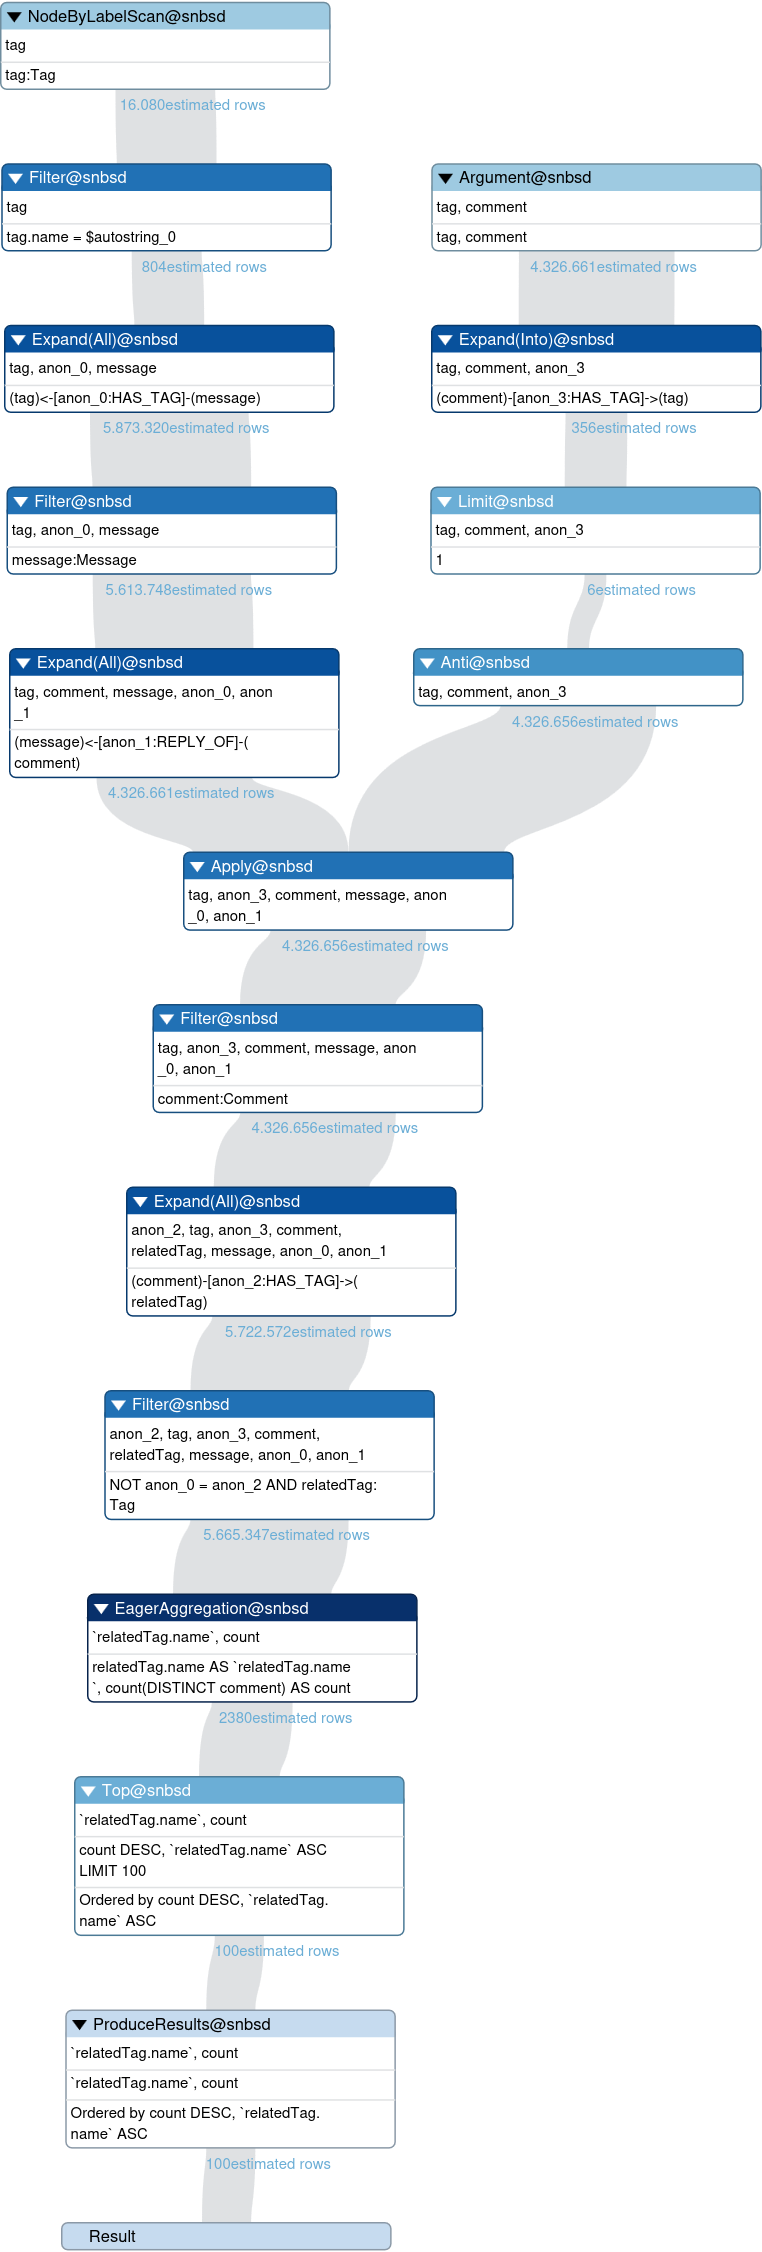 NodeByLabelScan@snbsd
tag
tag:Tag
16.080estimated rows
Filter@snbsd
tag
tag.name = $autostring_0
804estimated rows
Argument@snbsd
tag, comment
tag, comment
4.326.661estimated rows
Expand(All)@snbsd
tag, anon_0, message
(tag)<-[anon_0:HAS_TAG]-(message)
5.873.320estimated rows
Expand(Into)@snbsd
tag, comment, anon_3
(comment)-[anon_3:HAS_TAG]->(tag)
356estimated rows
Filter@snbsd
tag, anon_0, message
message:Message
5.613.748estimated rows
Limit@snbsd
tag, comment, anon_3
1
6estimated rows
Expand(All)@snbsd
tag, comment, message, anon_0, anon
_1
(message)<-[anon_1:REPLY_OF]-(
comment)
4.326.661estimated rows
Anti@snbsd
tag, comment, anon_3
4.326.656estimated rows
Apply@snbsd
tag, anon_3, comment, message, anon
_0, anon_1
4.326.656estimated rows
Filter@snbsd
tag, anon_3, comment, message, anon
_0, anon_1
comment:Comment
4.326.656estimated rows
Expand(All)@snbsd
anon_2, tag, anon_3, comment,
relatedTag, message, anon_0, anon_1
(comment)-[anon_2:HAS_TAG]->(
relatedTag)
5.722.572estimated rows
Filter@snbsd
anon_2, tag, anon_3, comment,
relatedTag, message, anon_0, anon_1
NOT anon_0 = anon_2 AND relatedTag:
Tag
5.665.347estimated rows
EagerAggregation@snbsd
`relatedTag.name`, count
relatedTag.name AS `relatedTag.name
`, count(DISTINCT comment) AS count
2380estimated rows
Top@snbsd
`relatedTag.name`, count
count DESC, `relatedTag.name` ASC
LIMIT 100
Ordered by count DESC, `relatedTag.
name` ASC
100estimated rows
ProduceResults@snbsd
`relatedTag.name`, count
`relatedTag.name`, count
Ordered by count DESC, `relatedTag.
name` ASC
100estimated rows
Result